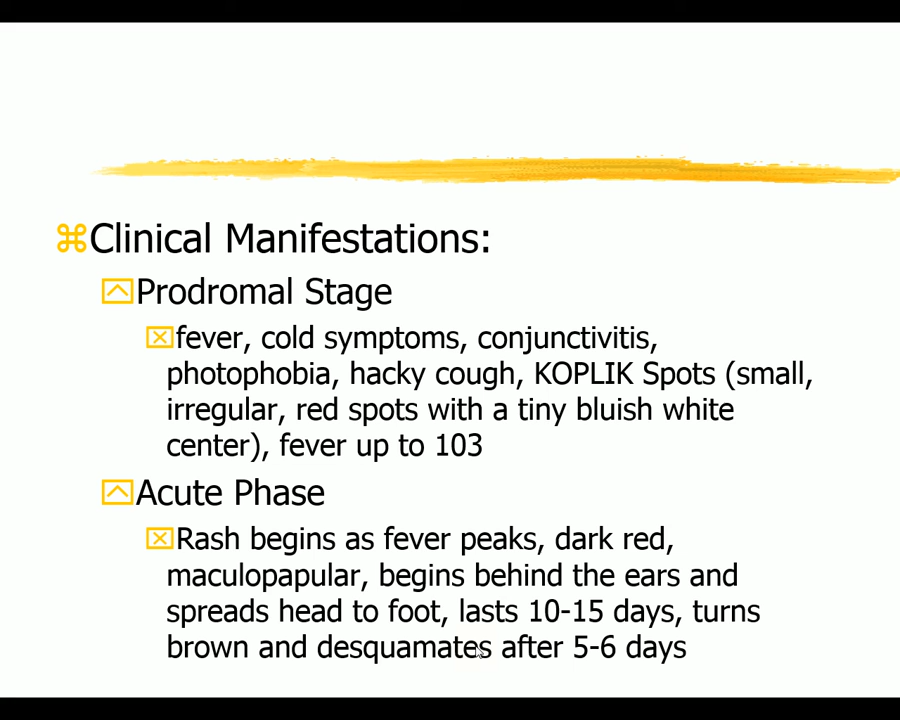 Clinical Manifestations:
Prodromal Stage
fever, cold symptoms, conjunctivitis,
photophobia, hacky cough, KOPLIK Spots (small,
irregular, red spots with a tiny bluish white
center), fever up to 103
Acute Phase
Rash begins as fever peaks, dark red,
maculopapular, begins behind the ears and
spreads head to foot, lasts 10-15 days, turns
brown and desquamates after 5-6 days